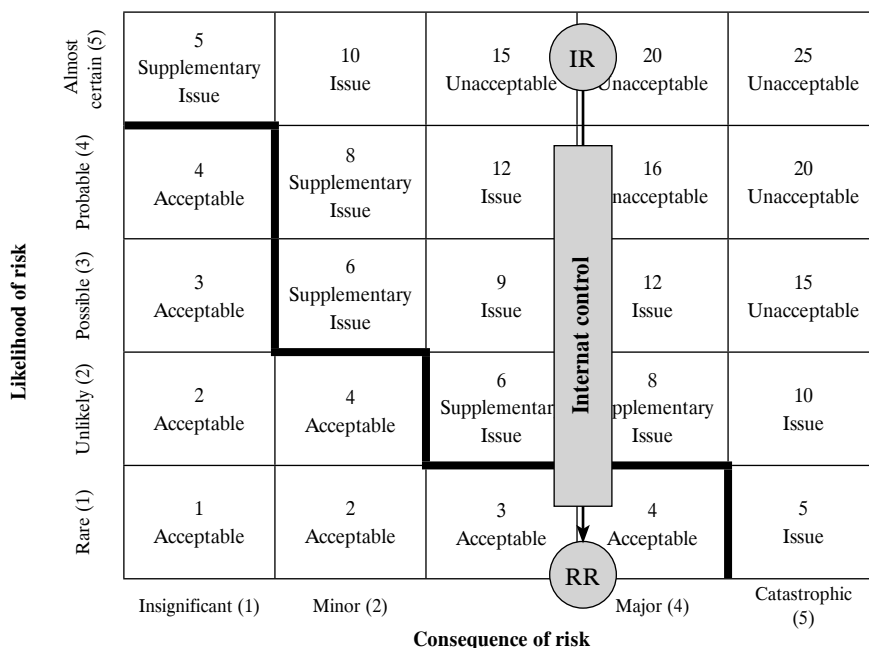 Almost
certain (5)
5
Supplementary
Issue
10
Issue
15
Unacceptable
IR
20
Unacceptable
25
Unacceptable
Probable (4)
4
Acceptable
8
Supplementary
Issue
12
Issue
16
nacceptable
20
Unacceptable
Likelihood of risk
Possible (3)
3
Acceptable
6
Supplementary
Issue
9
Issue
Internat control
12
Issue
15
Unacceptable
Unlikely (2)
2
Acceptable
4
Acceptable
6
Supplementar
Issue
8
pplementary
Issue
10
Issue
Rare (1)
1
Acceptable
2
Acceptable
3
Acceptable
4
Acceptable
5
Issue
RR
Insignificant (1)
Minor (2)
Major (4)
Catastrophic
(5)
Consequence of risk